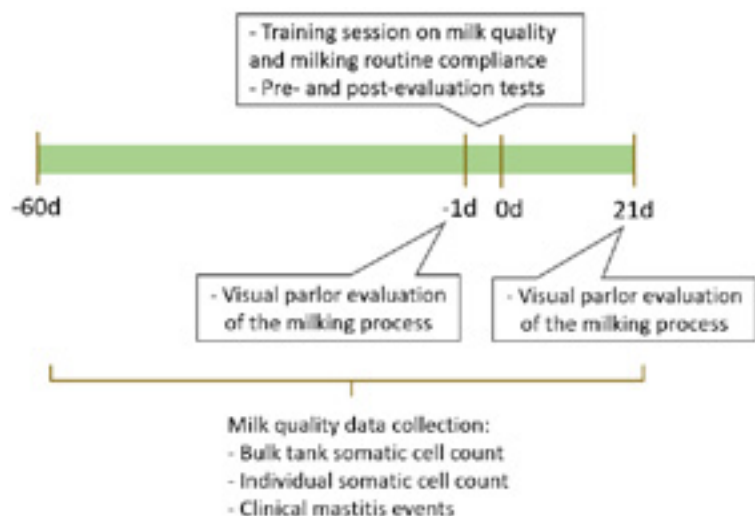 - Training session on milk quality
and milking routine compliance
- Pre- and post-evaluation tests
-60d
-1d
0d
21d
- Visual parlor evaluation
of the milking process
- Visual parlor evaluation
of the milking process
Milk quality data collection:
- Bulk tank somatic cell count
- Individual somatic cell count
- Clinical mastitis events